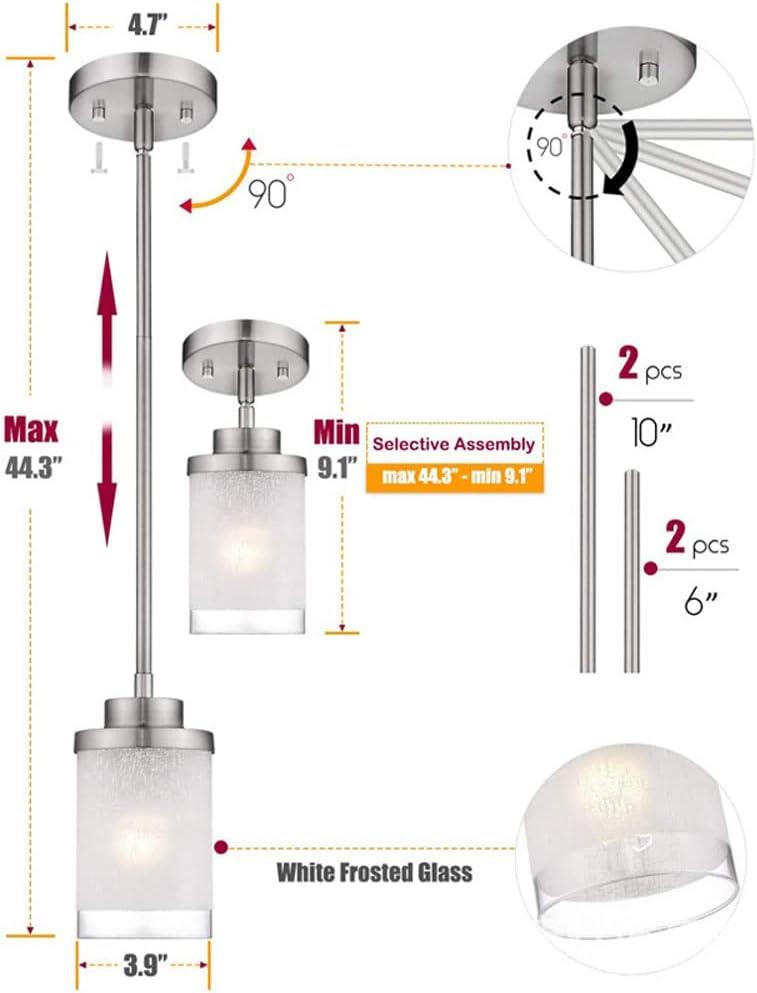 4.7”
90°
90°
2 pcs
10”
Max
44.3”
Min
9.1”
Selective Assembly
max 44.3” - min 9.1”
2 pcs
6”
White Frosted Glass
3.9”